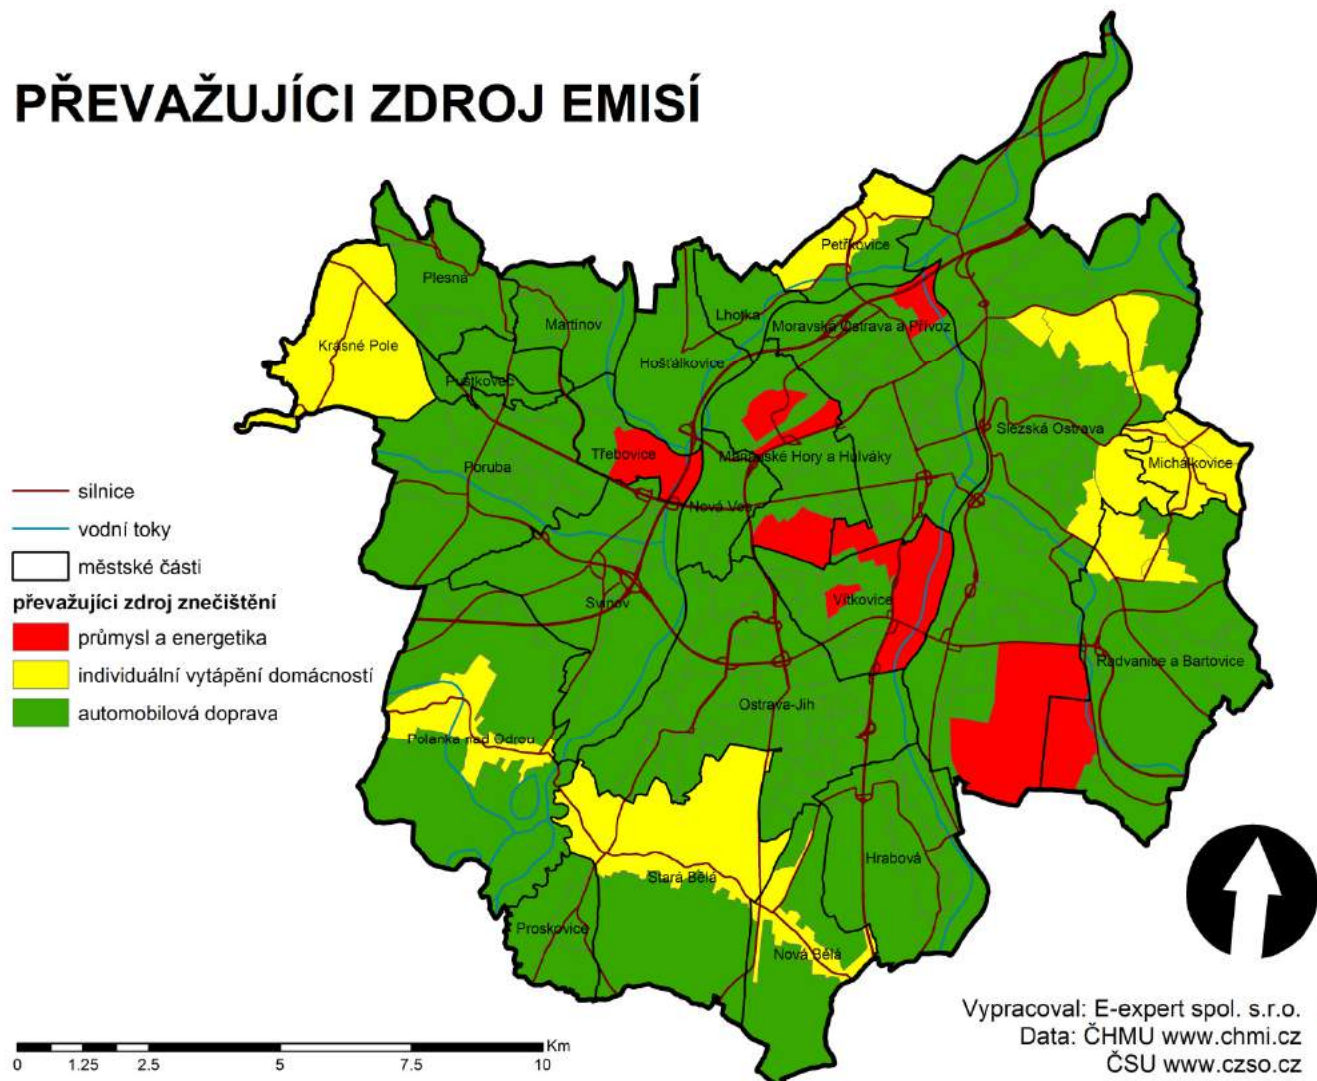 PŘEVAŽUJÍCI ZDROJ EMISÍ
silnice
vodní toky
městské části
převažujíci zdroj znečištění
průmysl a energetika
individuální vytápění domácností
automobilová doprava
Petřkovice
Plesna
Lhotka
Martinov
Moravská Ostrava a Přívoz
Krásné Pole
Hošťálkovice
Pustkovec
Slezská Ostrava
Třebovice
Mariánské Hory a Hulváky
Michálkovice
Poruba
Nová Ves
Svinov
Vítkovice
Radvanice a Bartovice
Ostrava-Jih
Polanka nad Odrou
Hrabová
Stará Bělá
Proskovice
Nová Bělá
Vypracoval: E-expert spol. s.r.o.
Data: ČHMU www.chmi.cz
ČSU www.czso.cz
Km
0 1.25 2.5 5 7.5 10